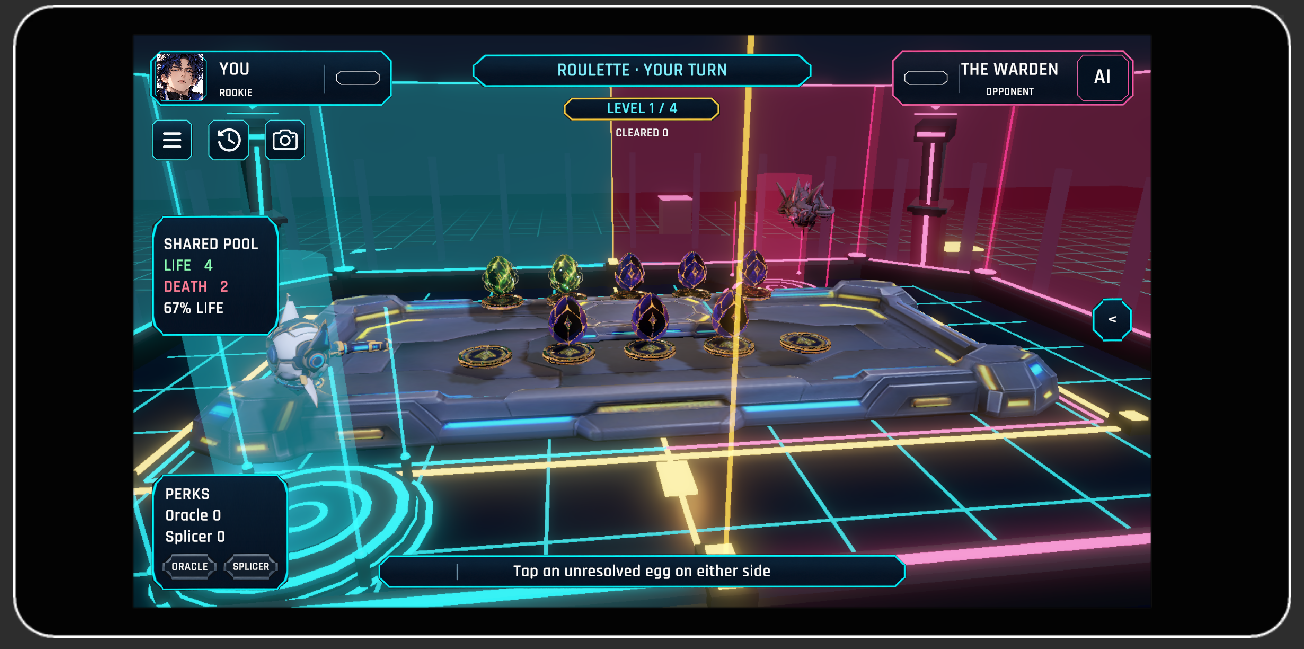 YOU
ROOKIE
ROULETTE · YOUR TURN
THE WARDEN
OPPONENT
AI
LEVEL 1 / 4
CLEARED 0
SHARED POOL
LIFE 4
DEATH 2
67% LIFE
<
PERKS
Oracle 0
Splicer 0
ORACLE
SPLICER
Tap an unresolved egg on either side